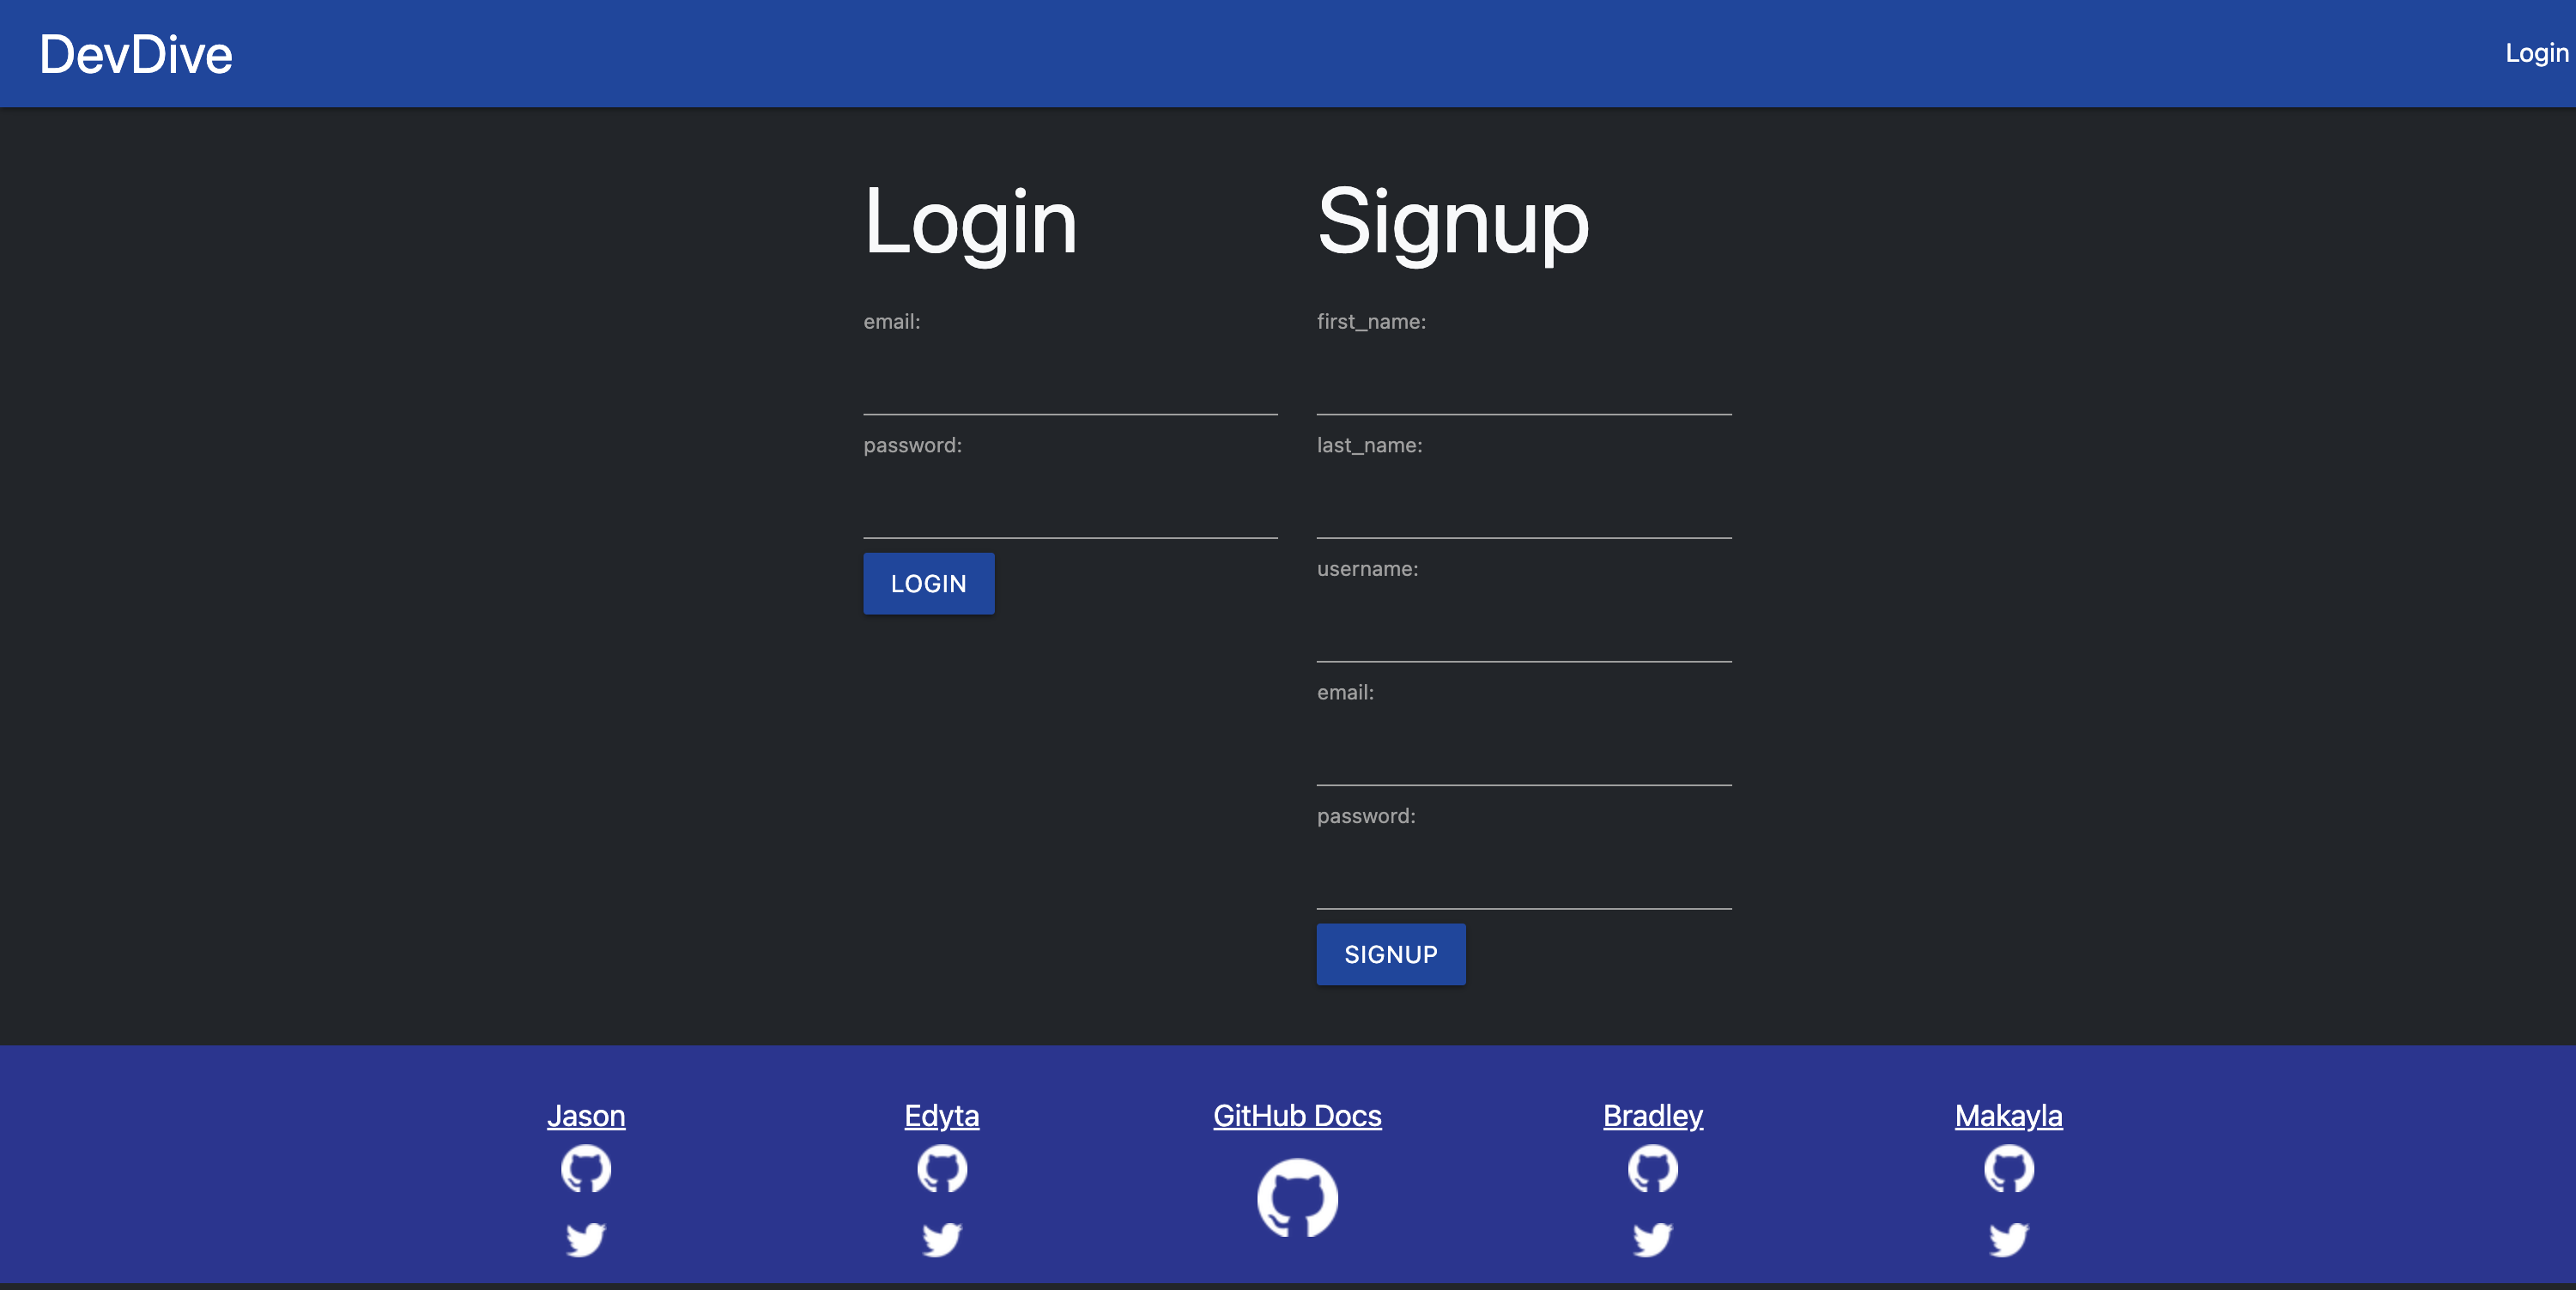 DevDive
Login
Login
email:
password:
LOGIN
Signup
first_name:
last_name:
username:
email:
password:
SIGNUP
Jason
Edyta
GitHub Docs
Bradley
Makayla